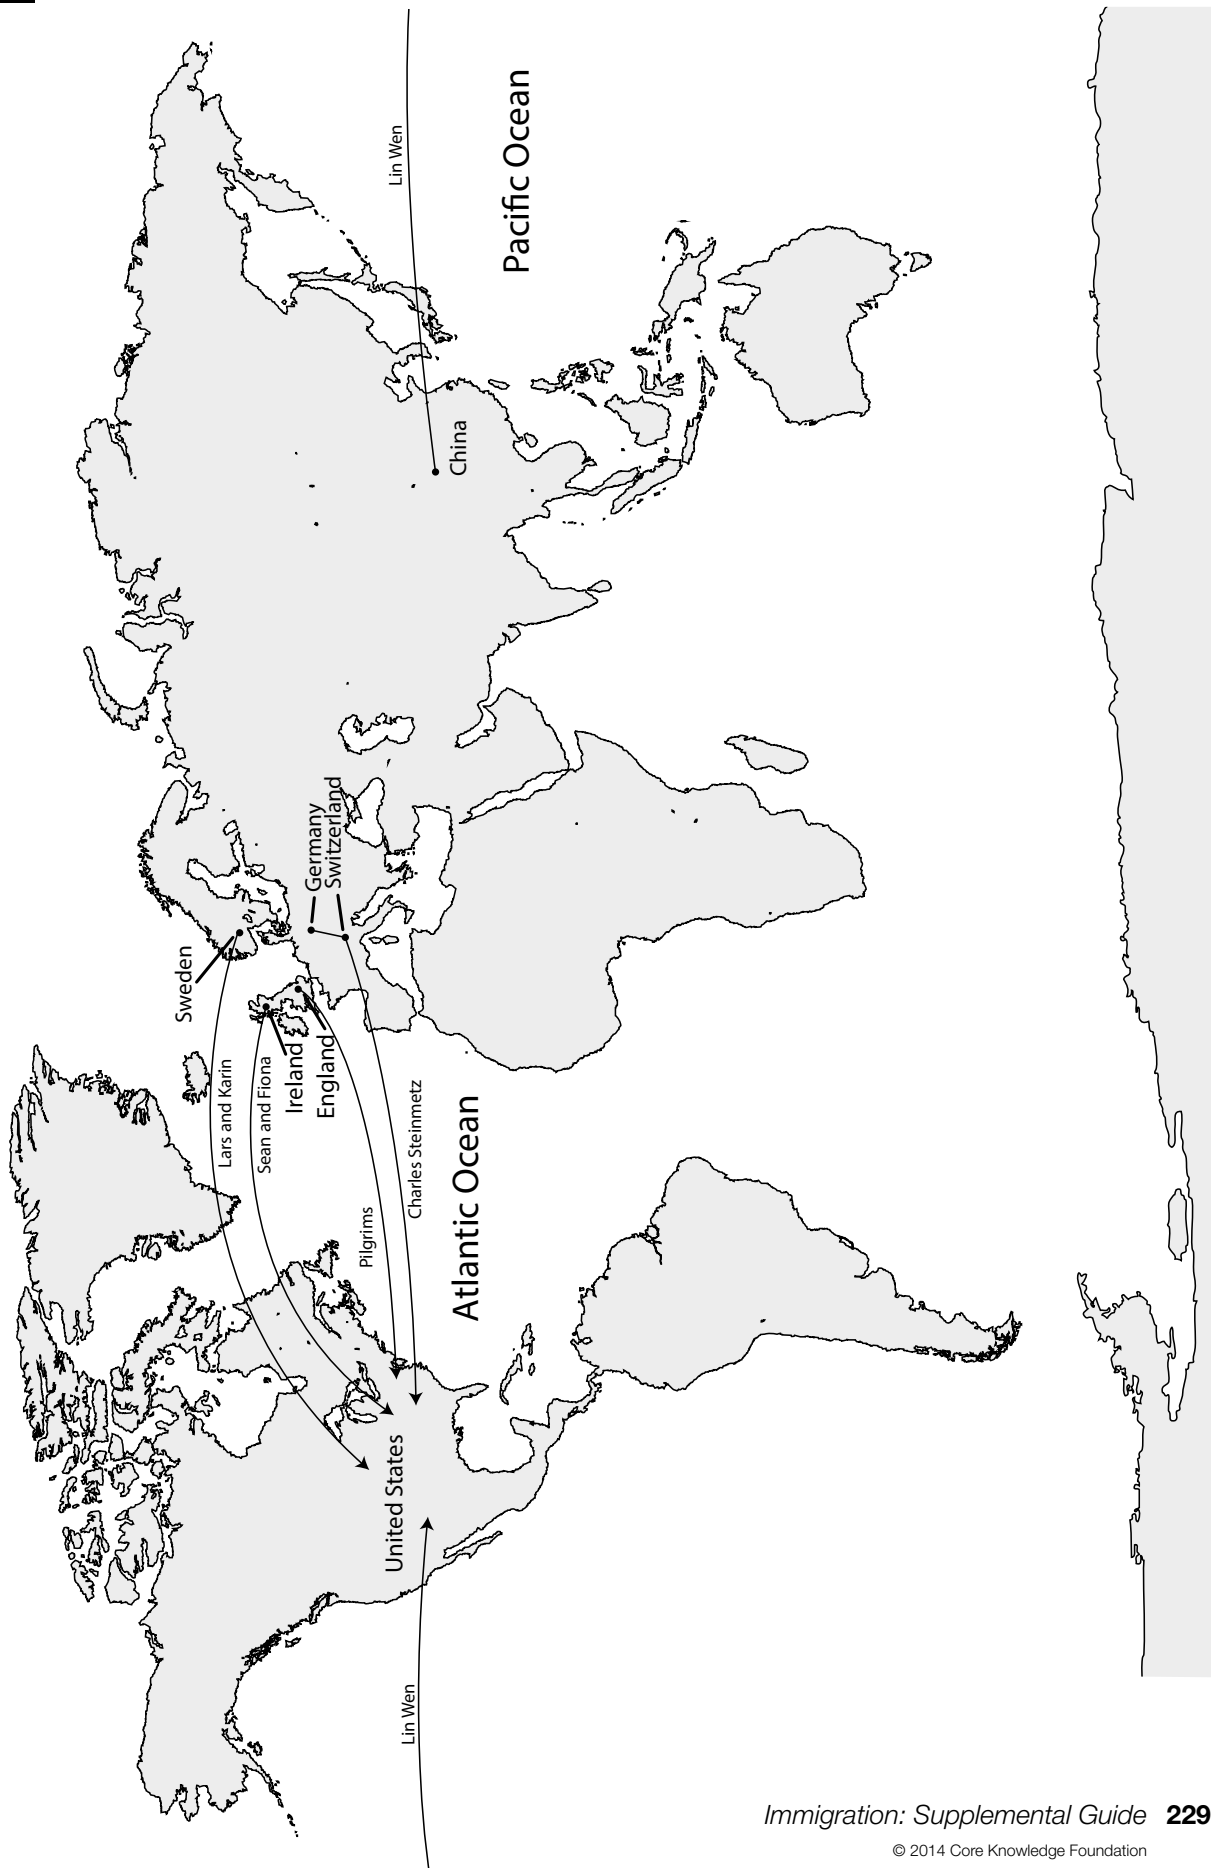 Lin Wen
Pacific Ocean
China
Germany
Switzerland
Sweden
Ireland
England
Lars and Karin
Sean and Fiona
Pilgrims
Charles Steinmetz
Atlantic Ocean
United States
Lin Wen
Immigration: Supplemental Guide 229
© 2014 Core Knowledge Foundation